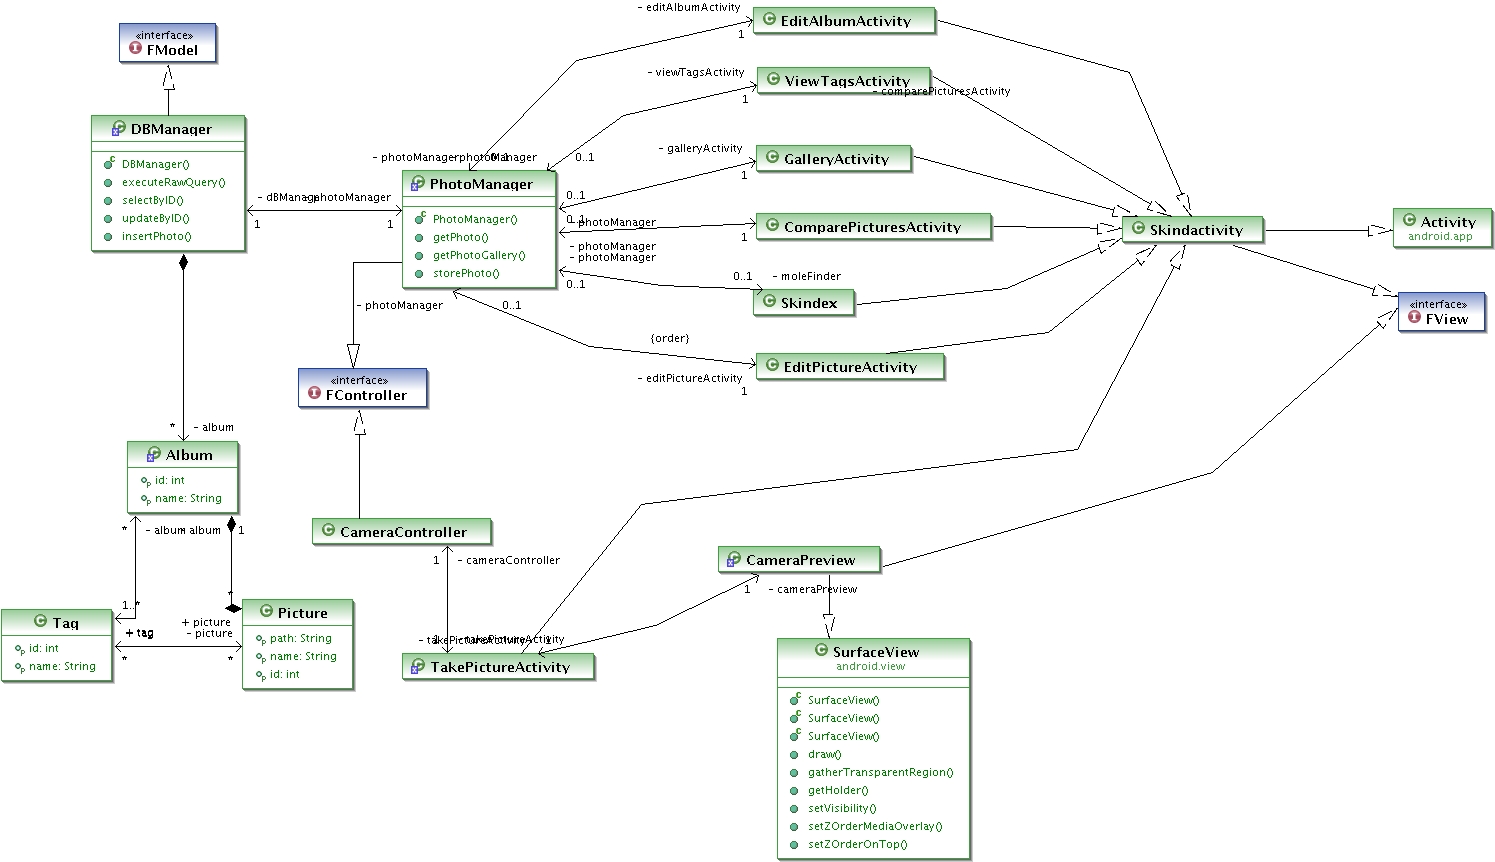 «interface»
FModel
DBManager
DBManager()
executeRawQuery()
selectByID()
updateByID()
insertPhoto()
- dBManager
- photoManager
1
1
- photoManager
- photoManager
0..1
PhotoManager
PhotoManager()
getPhoto()
getPhotoGallery()
storePhoto()
- editAlbumActivity
1
EditAlbumActivity
- viewTagsActivity
1
0..1
ViewTagsActivity
- comparePicturesActivity
- galleryActivity
1
0..1
GalleryActivity
0..1
- photoManager
1
ComparePicturesActivity
- photoManager
- photoManager
0..1
0..1
- moleFinder
Skindex
0..1
{order}
- editPictureActivity
1
EditPictureActivity
Skindactivity
Activity
android.app
«interface»
FView
- photoManager
«interface»
FController
* - album
Album
id: int
name: String
* - album
album
1
1..*
*
Tag
id: int
name: String
+ tag
*
+ picture
- picture
*
Picture
path: String
name: String
id: int
CameraController
1 - cameraController
- takePictureActivity
1
- takePictureActivity
1
TakePictureActivity
CameraPreview
1 - cameraPreview
SurfaceView
android.view
SurfaceView()
SurfaceView()
SurfaceView()
draw()
gatherTransparentRegion()
getHolder()
setVisibility()
setZOrderMediaOverlay()
setZOrderOnTop()